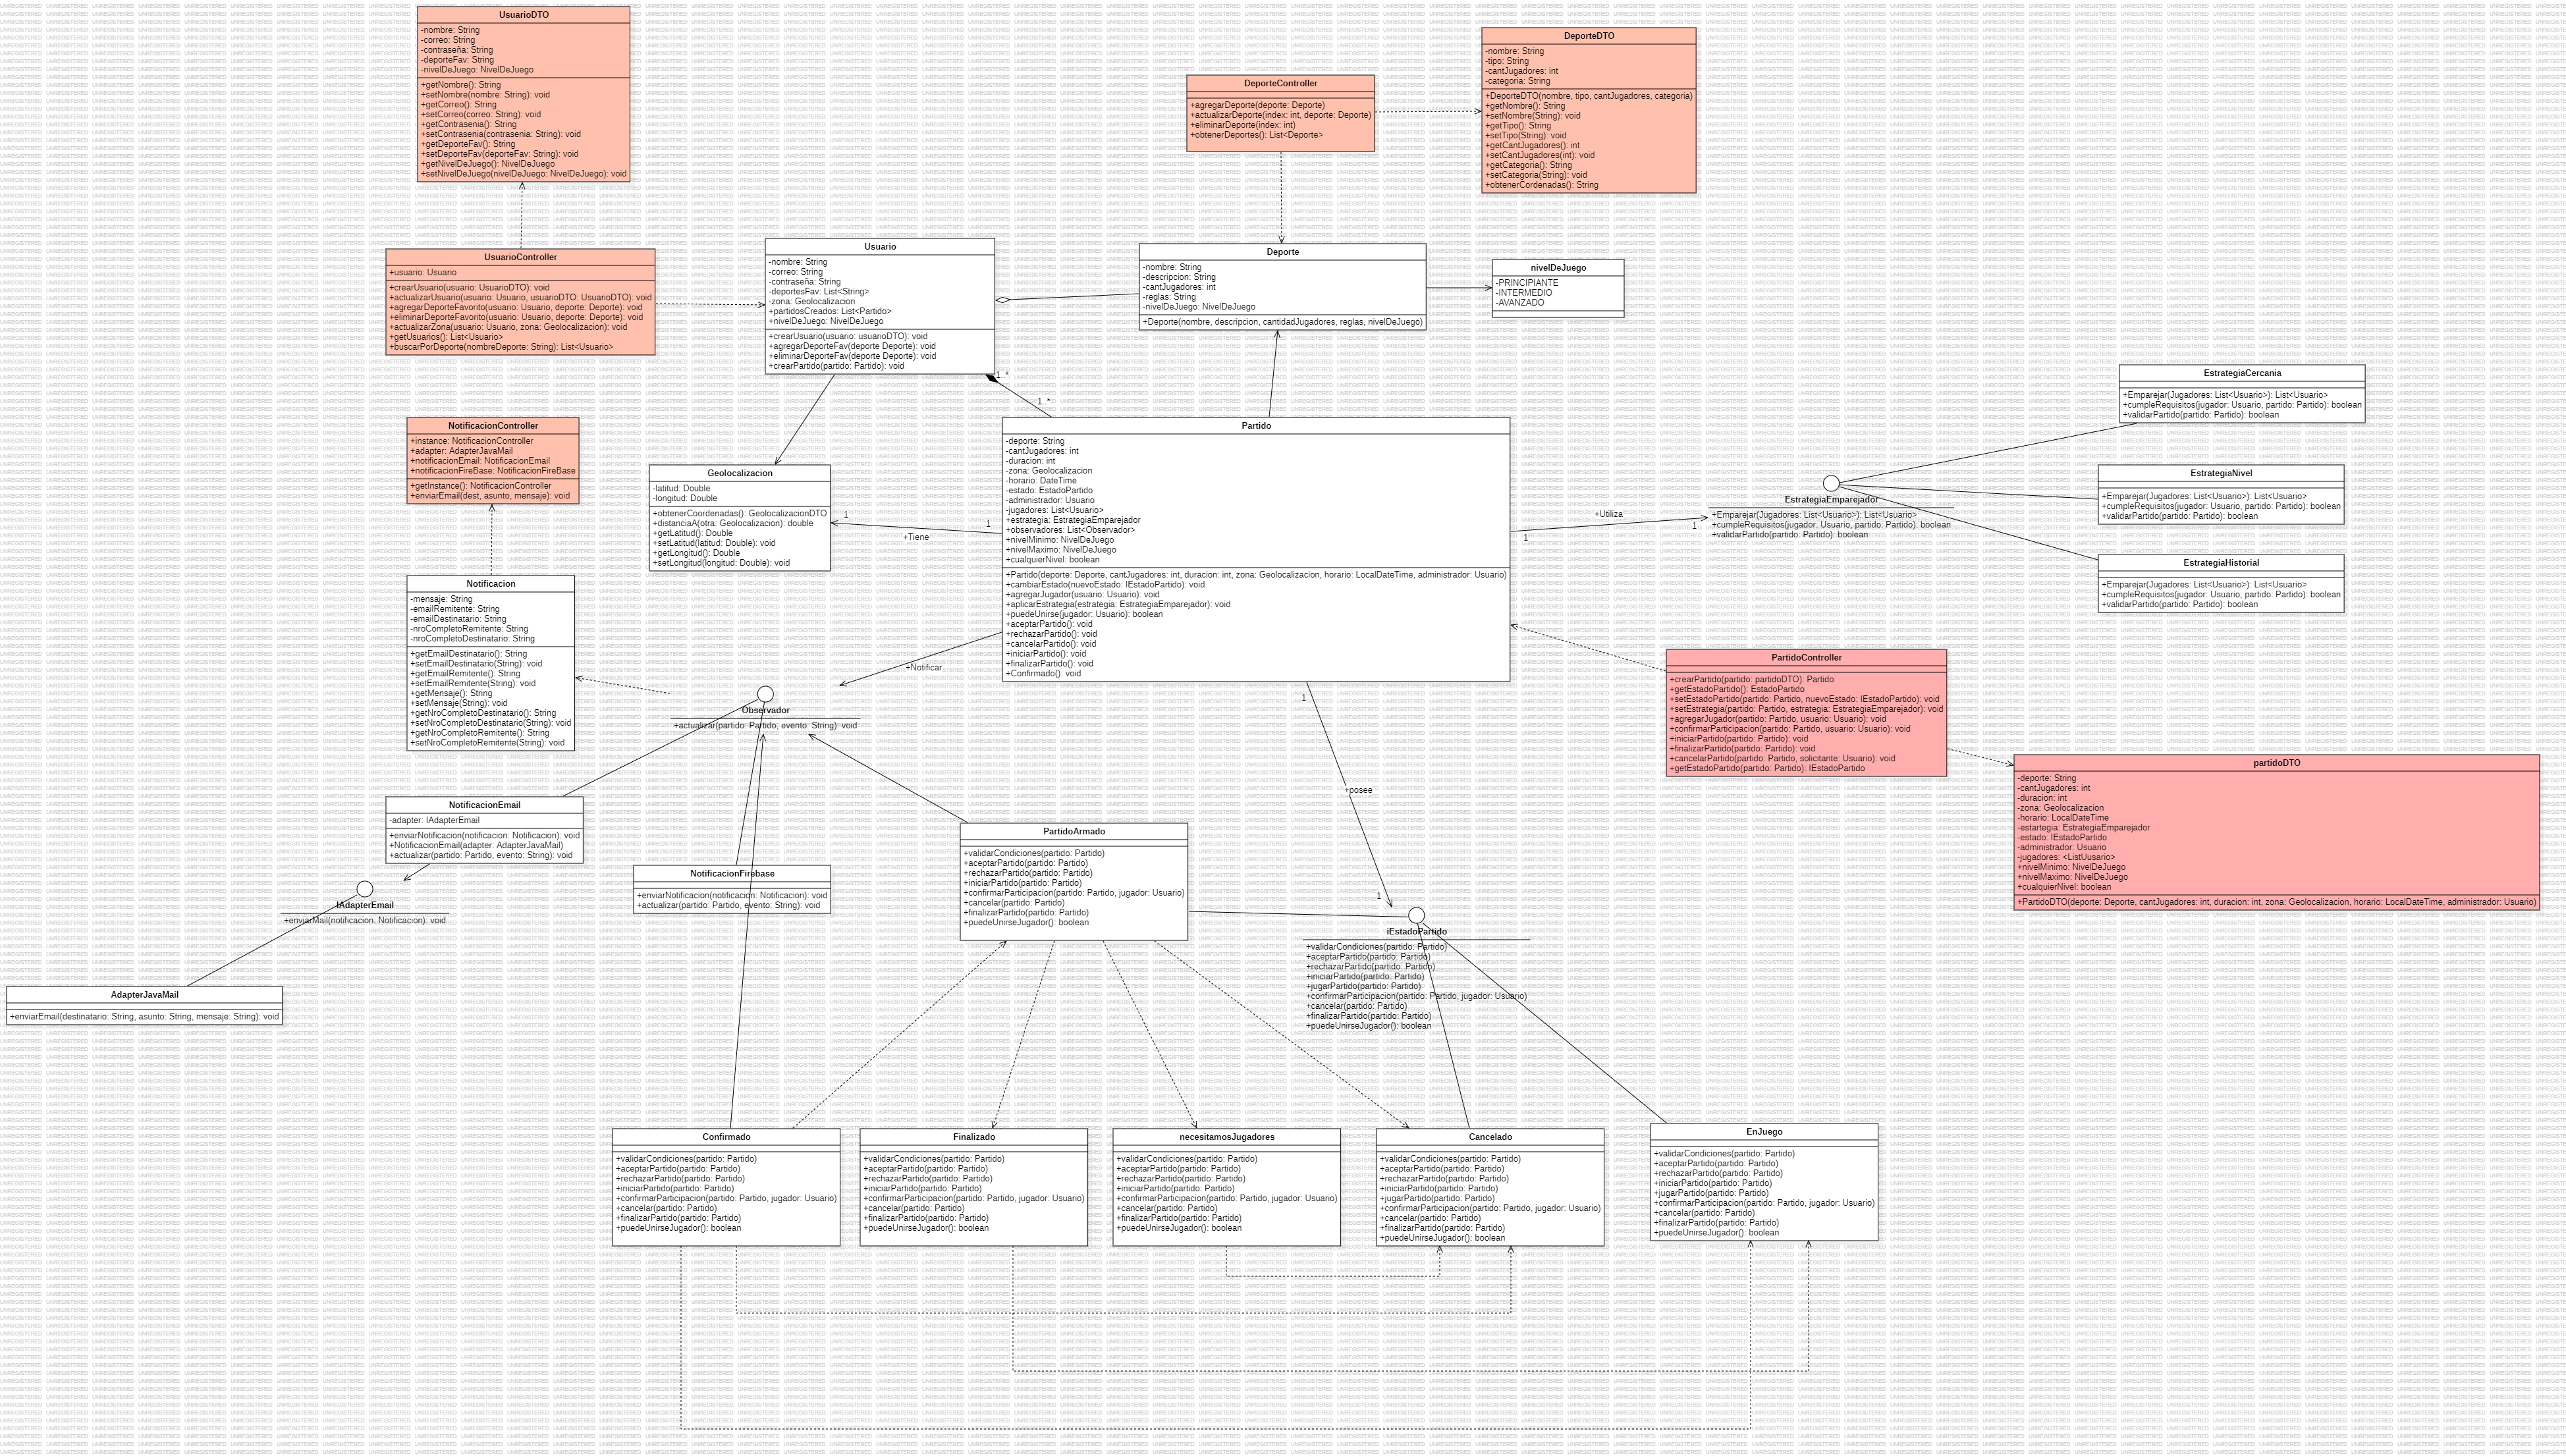 UsuarioDTO
-nombre: String
-correo: String
-contraseña: String
-deporteFav: String
-nivelDeJuego: NivelDeJuego
+getNombre(): String
+setNombre(nombre: String): void
+getCorreo(): String
+setCorreo(correo: String): void
+getContrasenia(): String
+setContrasenia(contrasenia: String): void
+getDeporteFav(): String
+setDeporteFav(deporteFav: String): void
+getNivelDeJuego(): NivelDeJuego
+setNivelDeJuego(nivelDeJuego: NivelDeJuego): void
DeporteController
+agregarDeporte(deporte: Deporte)
+actualizarDeporte(index: int, deporte: Deporte)
+eliminarDeporte(index: int)
+obtenerDeportes(): List<Deporte>
DeporteDTO
-nombre: String
-tipo: String
-cantJugadores: int
-categoria: String
+DeporteDTO(nombre, tipo, cantJugadores, categoria)
+getNombre(): String
+setNombre(String): void
+getTipo(): String
+setTipo(String): void
+getCantJugadores(): int
+setCantJugadores(int): void
+getCategoria(): String
+setCategoria(String): void
+obtenerCordenadas(): String
UsuarioController
+usuario: Usuario
+crearUsuario(usuario: UsuarioDTO): void
+actualizarUsuario(usuario: Usuario, usuarioDTO: UsuarioDTO): void
+agregarDeporteFavorito(usuario: Usuario, deporte: Deporte): void
+eliminarDeporteFavorito(usuario: Usuario, deporte: Deporte): void
+actualizarZona(usuario: Usuario, zona: Geolocalizacion): void
+getUsuarios(): List<Usuario>
+buscarPorDeporte(nombreDeporte: String): List<Usuario>
Usuario
-nombre: String
-correo: String
-contraseña: String
-deportesFav: List<String>
-zona: Geolocalizacion
+partidosCreados: List<Partido>
+nivelDeJuego: NivelDeJuego
+crearUsuario(usuario: usuarioDTO): void
+agregarDeporteFav(deporte Deporte): void
+eliminarDeporteFav(deporte Deporte): void
+crearPartido(partido: Partido): void
Deporte
-nombre: String
-descripcion: String
-cantJugadores: int
-reglas: String
-nivelDeJuego: NivelDeJuego
+Deporte(nombre, descripcion, cantidadJugadores, reglas, nivelDeJuego)
nivelDeJuego
-PRINCIPIANTE
-INTERMEDIO
-AVANZADO
1..*
1..*
NotificacionController
+instance: NotificacionController
+adapter: AdapterJavaMail
+notificacionEmail: NotificacionEmail
+notificacionFireBase: NotificacionFireBase
+getInstance(): NotificacionController
+enviarEmail(dest, asunto, mensaje): void
Geolocalizacion
-latitud: Double
-longitud: Double
+obtenerCoordenadas(): GeolocalizacionDTO
+distanciaA(otra: Geolocalizacion): double
+getLatitud(): Double
+setLatitud(latitud: Double): void
+getLongitud(): Double
+setLongitud(longitud: Double): void
1
1
+Tiene
Partido
-deporte: String
-cantJugadores: int
-duracion: int
-zona: Geolocalizacion
-horario: DateTime
-estado: EstadoPartido
-administrador: Usuario
-jugadores: List<Usuario>
+estrategia: EstrategiaEmparejador
+observadores: List<Observador>
+nivelMinimo: NivelDeJuego
+nivelMaximo: NivelDeJuego
+cualquierNivel: boolean
+Partido(deporte: Deporte, cantJugadores: int, duracion: int, zona: Geolocalizacion, horario: LocalDateTime, administrador: Usuario)
+cambiarEstado(nuevoEstado: IEstadoPartido): void
+agregarJugador(usuario: Usuario): void
+aplicarEstrategia(estrategia: EstrategiaEmparejador): void
+puedeUnirse(jugador: Usuario): boolean
+aceptarPartido(): void
+rechazarPartido(): void
+cancelarPartido(): void
+iniciarPartido(): void
+finalizarPartido(): void
+Confirmado(): void
+Utiliza
1
1
EstrategiaEmparejador
+Emparejar(Jugadores: List<Usuario>): List<Usuario>
+cumpleRequisitos(jugador: Usuario, partido: Partido): boolean
+validarPartido(partido: Partido): boolean
EstrategiaCercania
+Emparejar(Jugadores: List<Usuario>): List<Usuario>
+cumpleRequisitos(jugador: Usuario, partido: Partido): boolean
+validarPartido(partido: Partido): boolean
EstrategiaNivel
+Emparejar(Jugadores: List<Usuario>): List<Usuario>
+cumpleRequisitos(jugador: Usuario, partido: Partido): boolean
+validarPartido(partido: Partido): boolean
EstrategiaHistorial
+Emparejar(Jugadores: List<Usuario>): List<Usuario>
+cumpleRequisitos(jugador: Usuario, partido: Partido): boolean
+validarPartido(partido: Partido): boolean
Notificacion
-mensaje: String
-emailRemitente: String
-emailDestinatario: String
-nroCompletoRemitente: String
-nroCompletoDestinatario: String
+getEmailDestinatario(): String
+setEmailDestinatario(String): void
+getEmailRemitente(): String
+setEmailRemitente(String): void
+getMensaje(): String
+setMensaje(String): void
+getNroCompletoDestinatario(): String
+setNroCompletoDestinatario(String): void
+getNroCompletoRemitente(): String
+setNroCompletoRemitente(String): void
+Notificar
Observador
+actualizar(partido: Partido, evento: String): void
PartidoController
+crearPartido(partido: partidoDTO): Partido
+getEstadoPartido(): EstadoPartido
+setEstadoPartido(partido: Partido, nuevoEstado: IEstadoPartido): void
+setEstrategia(partido: Partido, estrategia: EstrategiaEmparejador): void
+agregarJugador(partido: Partido, usuario: Usuario): void
+confirmarParticipacion(partido: Partido, usuario: Usuario): void
+iniciarPartido(partido: Partido): void
+finalizarPartido(partido: Partido): void
+cancelarPartido(partido: Partido, solicitante: Usuario): void
+getEstadoPartido(partido: Partido): IEstadoPartido
partidoDTO
-deporte: String
-cantJugadores: int
-duracion: int
-zona: Geolocalizacion
-horario: LocalDateTime
-estartegia: EstrategiaEmparejador
-estado: IEstadoPartido
-administrador: Usuario
-jugadores: <ListUusario>
+nivelMinimo: NivelDeJuego
+nivelMaximo: NivelDeJuego
+cualquierNivel: boolean
+PartidoDTO(deporte: Deporte, cantJugadores: int, duracion: int, zona: Geolocalizacion, horario: LocalDateTime, administrador: Usuario)
1
+posee
1
NotificacionEmail
-adapter: IAdapterEmail
+enviarNotificacion(notificacion: Notificacion): void
+NotificacionEmail(adapter: AdapterJavaMail)
+actualizar(partido: Partido, evento: String): void
NotificacionFirebase
+enviarNotificacion(notificacion: Notificacion): void
+actualizar(partido: Partido, evento: String): void
IAdapterEmail
+enviarMail(notificacion: Notificacion): void
AdapterJavaMail
+enviarEmail(destinatario: String, asunto: String, mensaje: String): void
PartidoArmado
+validarCondiciones(partido: Partido)
+aceptarPartido(partido: Partido)
+rechazarPartido(partido: Partido)
+iniciarPartido(partido: Partido)
+confirmarParticipacion(partido: Partido, jugador: Usuario)
+cancelar(partido: Partido)
+finalizarPartido(partido: Partido)
+puedeUnirseJugador(): boolean
iEstadoPartido
+validarCondiciones(partido: Partido)
+aceptarPartido(partido: Partido)
+rechazarPartido(partido: Partido)
+iniciarPartido(partido: Partido)
+jugarPartido(partido: Partido)
+confirmarParticipacion(partido: Partido, jugador: Usuario)
+cancelar(partido: Partido)
+finalizarPartido(partido: Partido)
+puedeUnirseJugador(): boolean
Confirmado
+validarCondiciones(partido: Partido)
+aceptarPartido(partido: Partido)
+rechazarPartido(partido: Partido)
+iniciarPartido(partido: Partido)
+confirmarParticipacion(partido: Partido, jugador: Usuario)
+cancelar(partido: Partido)
+finalizarPartido(partido: Partido)
+puedeUnirseJugador(): boolean
Finalizado
+validarCondiciones(partido: Partido)
+aceptarPartido(partido: Partido)
+rechazarPartido(partido: Partido)
+iniciarPartido(partido: Partido)
+confirmarParticipacion(partido: Partido, jugador: Usuario)
+cancelar(partido: Partido)
+finalizarPartido(partido: Partido)
+puedeUnirseJugador(): boolean
necesitamosJugadores
+validarCondiciones(partido: Partido)
+aceptarPartido(partido: Partido)
+rechazarPartido(partido: Partido)
+iniciarPartido(partido: Partido)
+confirmarParticipacion(partido: Partido, jugador: Usuario)
+cancelar(partido: Partido)
+finalizarPartido(partido: Partido)
+puedeUnirseJugador(): boolean
Cancelado
+validarCondiciones(partido: Partido)
+aceptarPartido(partido: Partido)
+rechazarPartido(partido: Partido)
+iniciarPartido(partido: Partido)
+jugarPartido(partido: Partido)
+confirmarParticipacion(partido: Partido, jugador: Usuario)
+cancelar(partido: Partido)
+finalizarPartido(partido: Partido)
+puedeUnirseJugador(): boolean
EnJuego
+validarCondiciones(partido: Partido)
+aceptarPartido(partido: Partido)
+rechazarPartido(partido: Partido)
+iniciarPartido(partido: Partido)
+jugarPartido(partido: Partido)
+confirmarParticipacion(partido: Partido, jugador: Usuario)
+cancelar(partido: Partido)
+finalizarPartido(partido: Partido)
+puedeUnirseJugador(): boolean
UNREGISTERED